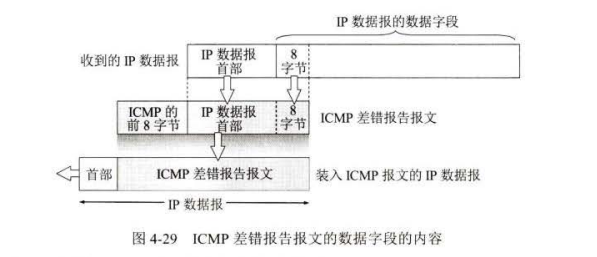 IP 数据报的数据字段
收到的 IP 数据报
IP 数据报
首部
8
字节
ICMP 的
前 8 字节
IP 数据报
首部
8
字节
ICMP 差错报告报文
首部
ICMP 差错报告报文
装入 ICMP 报文的 IP 数据报
IP 数据报
图 4-29 ICMP 差错报告报文的数据字段的内容